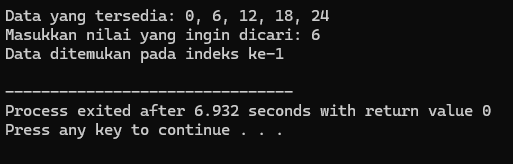 Data yang tersedia: 0, 6, 12, 18, 24
Masukkan nilai yang ingin dicari: 6
Data ditemukan pada indeks ke-1
--------------------------------
Process exited after 6.932 seconds with return value 0
Press any key to continue . . .